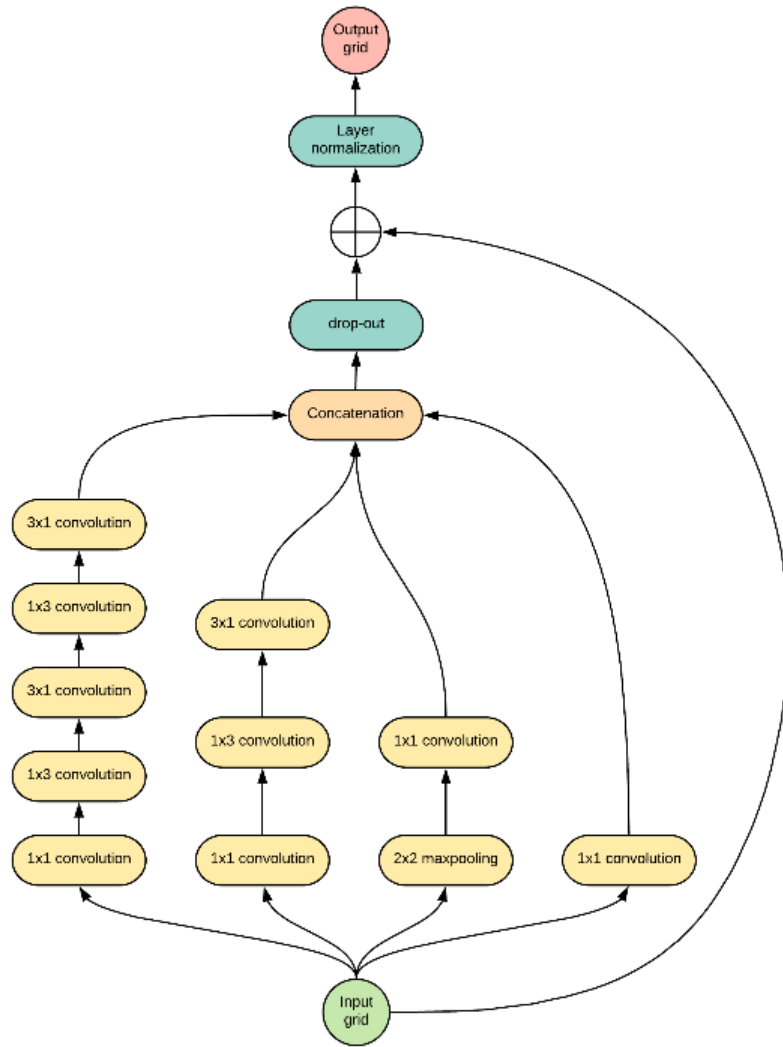 Output
grid
Layer
normalization
drop-out
Concatenation
3x1 convolution
1x3 convolution
3x1 convolution
1x3 convolution
1x1 convolution
3x1 convolution
1x3 convolution
1x1 convolution
1x1 convolution
2x2 maxpooling
1x1 convolution
Input
grid